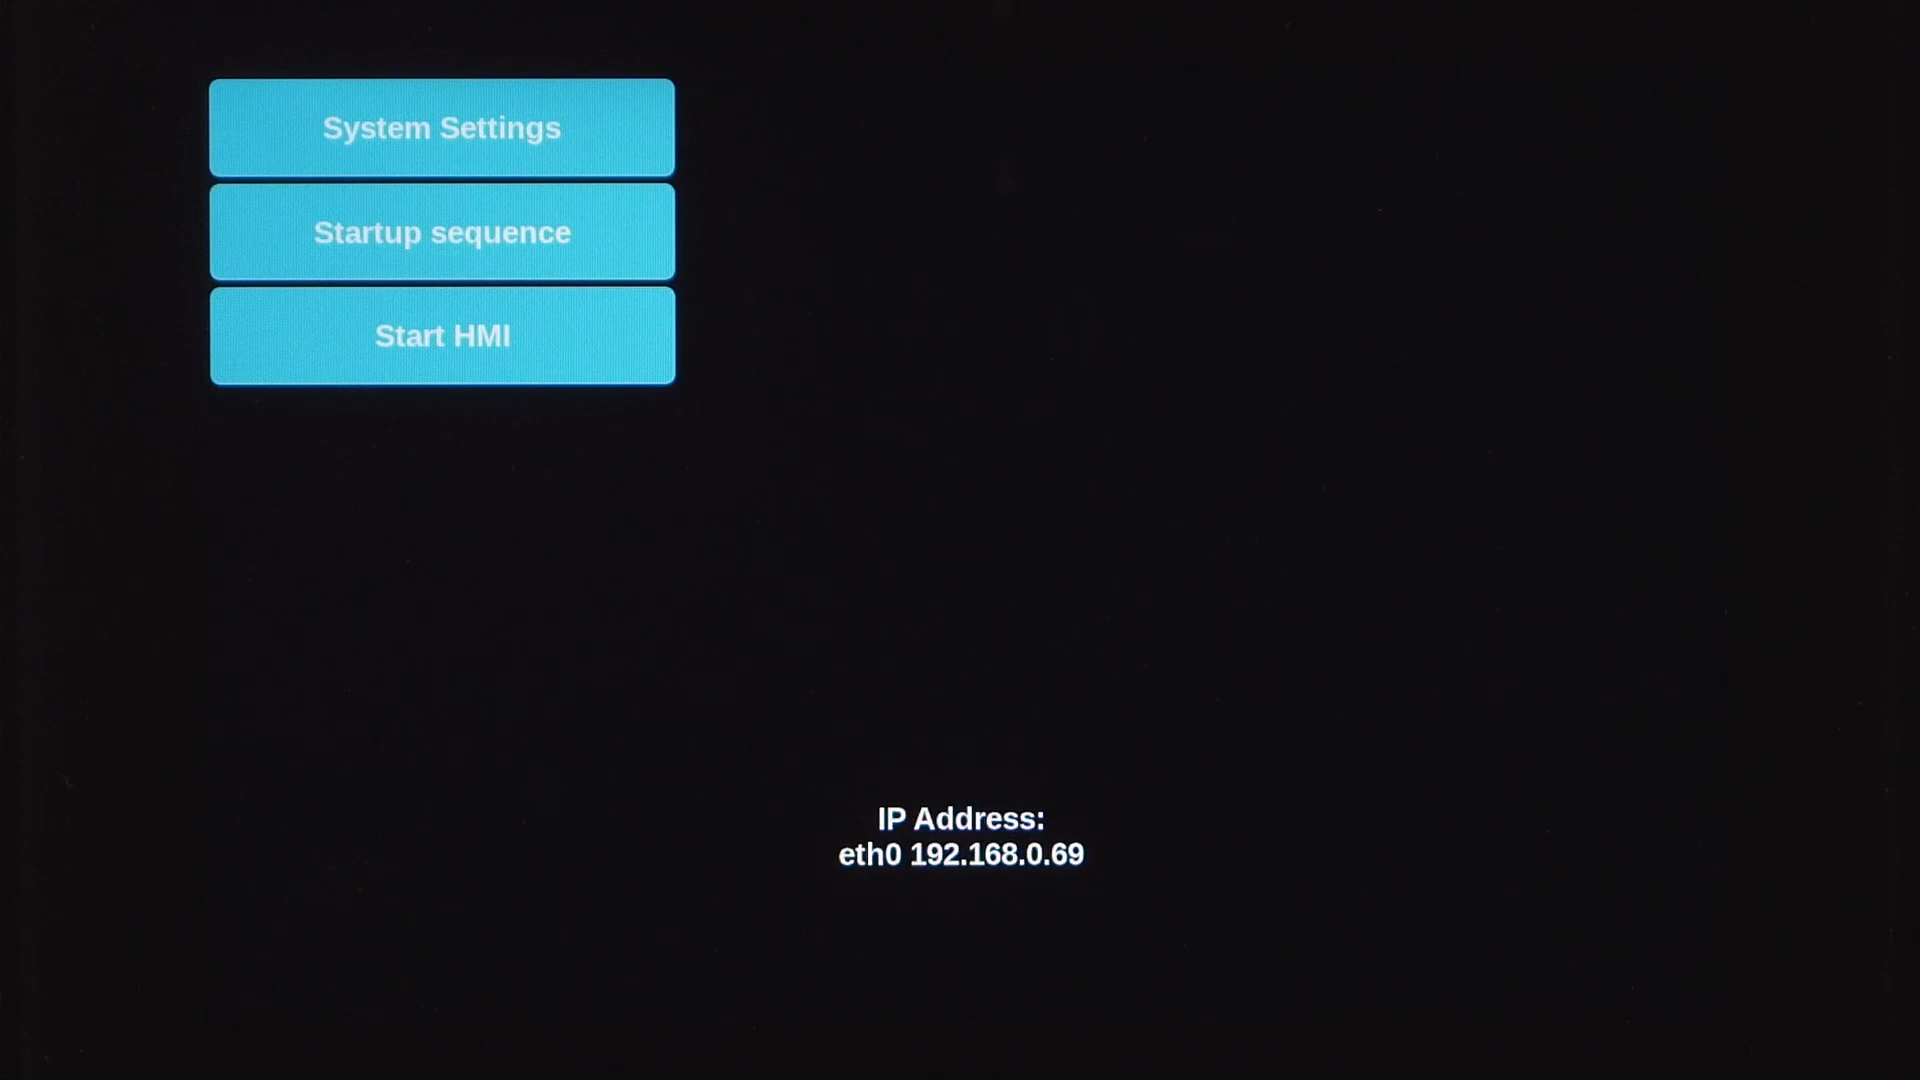 System Settings
Startup sequence
Start HMI
IP Address:
eth0 192.168.0.69